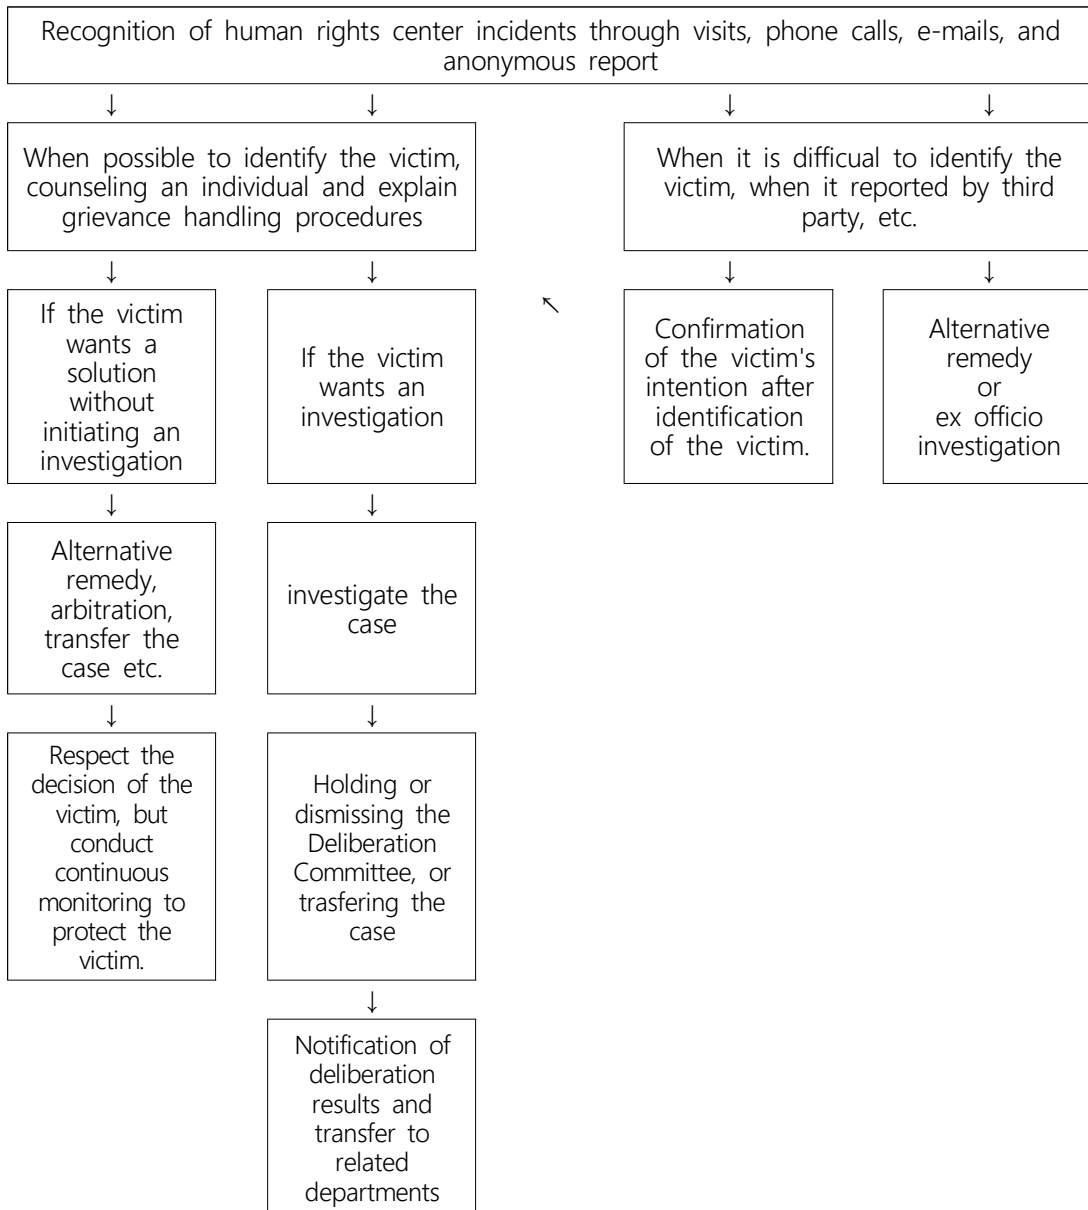 Recognition of human rights center incidents through visits, phone calls, e-mails, and
anonymous report
↓ ↓ ↓ ↓
When possible to identify the victim,
counseling an individual and explain
grievance handling procedures
When it is difficual to identify the
victim, when it reported by third
party, etc.
↓ ↓ ↓ ↓
If the victim
wants a
solution
without
initiating an
investigation
If the victim
wants an
investigation
↖
Confirmation
of the victim's
intention after
identification
of the victim.
Alternative
remedy
or
ex officio
investigation
↓ ↓
Alternative
remedy,
arbitration,
transfer the
case etc.
investigate the
case
↓ ↓
Respect the
decision of the
victim, but
conduct
continuous
monitoring to
protect the
victim.
Holding or
dismissing the
Deliberation
Committee, or
trasfering the
case
↓
Notification of
deliberation
results and
transfer to
related
departments